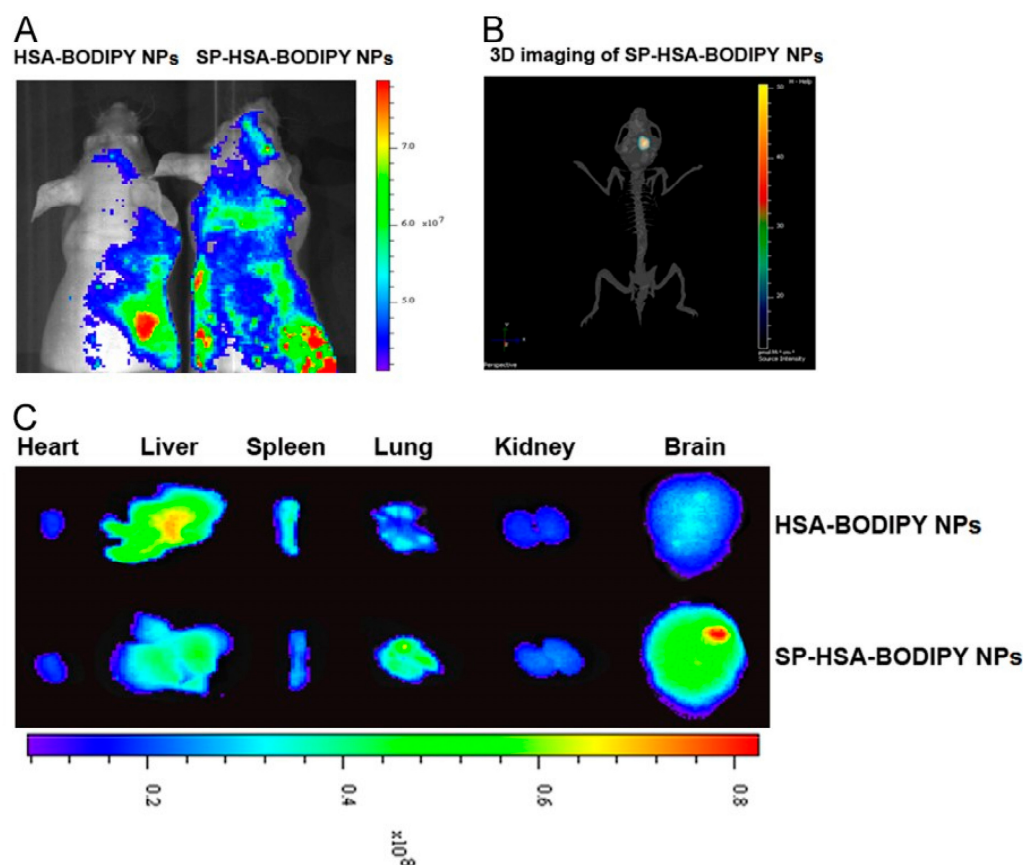 A
HSA-BODIPY NPs SP-HSA-BODIPY NPs
7.0
6.0 x10⁷
5.0
B
3D imaging of SP-HSA-BODIPY NPs
H - Help
50
40
30
20
Perspective
Source Intensity
C
Heart Liver Spleen Lung Kidney Brain
HSA-BODIPY NPs
SP-HSA-BODIPY NPs
0.2 0.4 0.6 0.8
x10⁸